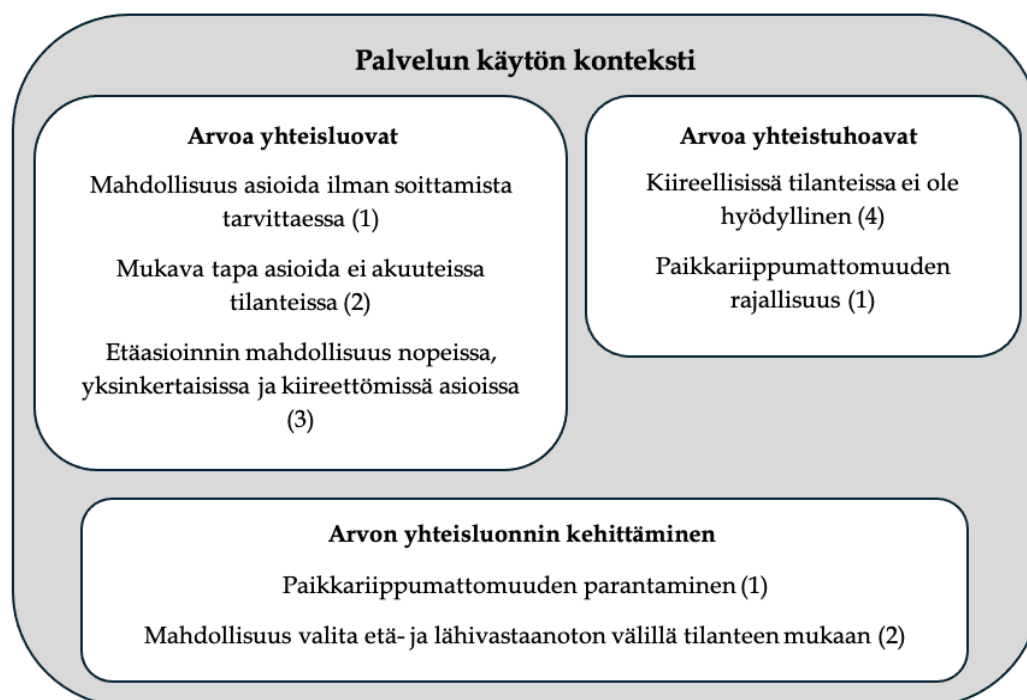 Palvelun käytön konteksti
Arvoa yhteisluovat
Mahdollisuus asioida ilman soittamista
tarvittaessa (1)
Mukava tapa asioida ei akuuteissa
tilanteissa (2)
Etäasioinnin mahdollisuus nopeissa,
yksinkertaisissa ja kiireettömissä asioissa
(3)
Arvoa yhteistuhoavat
Kiireellisissä tilanteissa ei ole
hyödyllinen (4)
Paikkariippumattomuuden
rajallisuus (1)
Arvon yhteisluonnin kehittäminen
Paikkariippumattomuuden parantaminen (1)
Mahdollisuus valita etä- ja lähivastaanoton välillä tilanteen mukaan (2)